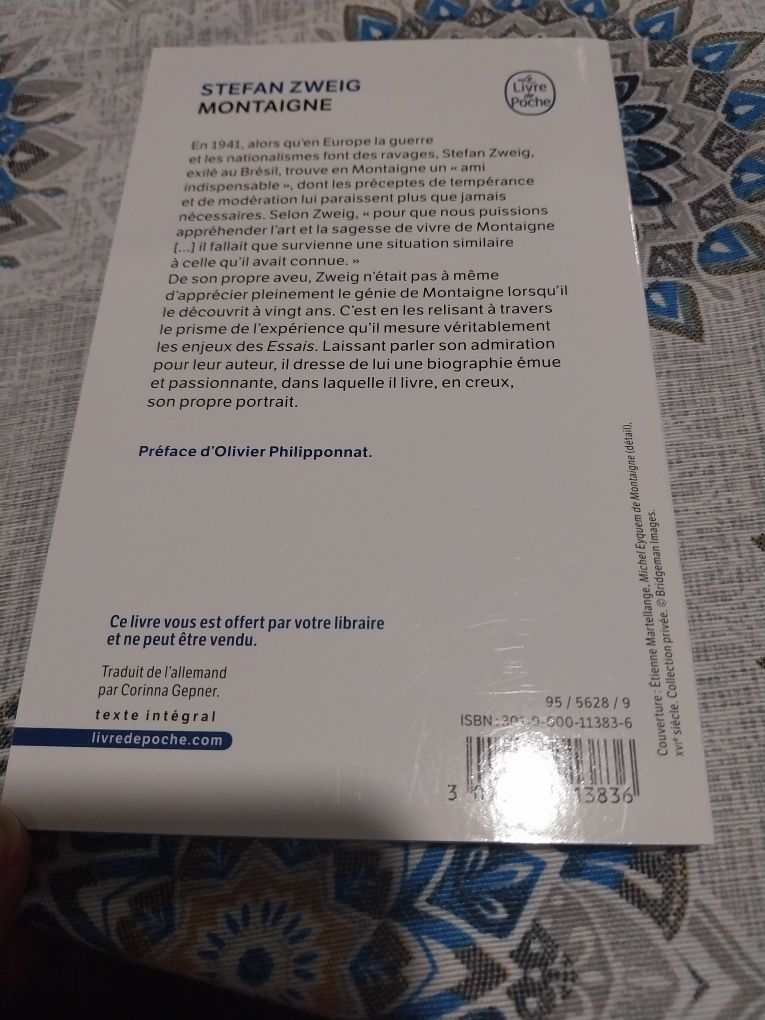 STEFAN ZWEIG
MONTAIGNE
Le
Livre
de
Poche
En 1941, alors qu'en Europe la guerre
et les nationalismes font des ravages, Stefan Zweig,
exilé au Brésil, trouve en Montaigne un « ami
indispensable », dont les préceptes de tempérance
et de modération lui paraissent plus que jamais
nécessaires. Selon Zweig, « pour que nous puissions
appréhender l'art et la sagesse de vivre de Montaigne
[...] il fallait que survienne une situation similaire
à celle qu'il avait connue. »
De son propre aveu, Zweig n'était pas à même
d'apprécier pleinement le génie de Montaigne lorsqu'il
le découvrit à vingt ans. C'est en les relisant à travers
le prisme de l'expérience qu'il mesure véritablement
les enjeux des Essais. Laissant parler son admiration
pour leur auteur, il dresse de lui une biographie émue
et passionnante, dans laquelle il livre, en creux,
son propre portrait.
Préface d'Olivier Philipponnat.
Ce livre vous est offert par votre libraire
et ne peut être vendu.
Traduit de l'allemand
par Corinna Gepner.
texte intégral
livredepoche.com
95 / 5628 / 9
ISBN : 11383-6
3 13836
Couverture : Étienne Martellange, Michel Eyquem de Montaigne (détail),
XVIe siècle. Collection privée. © Bridgeman Images.